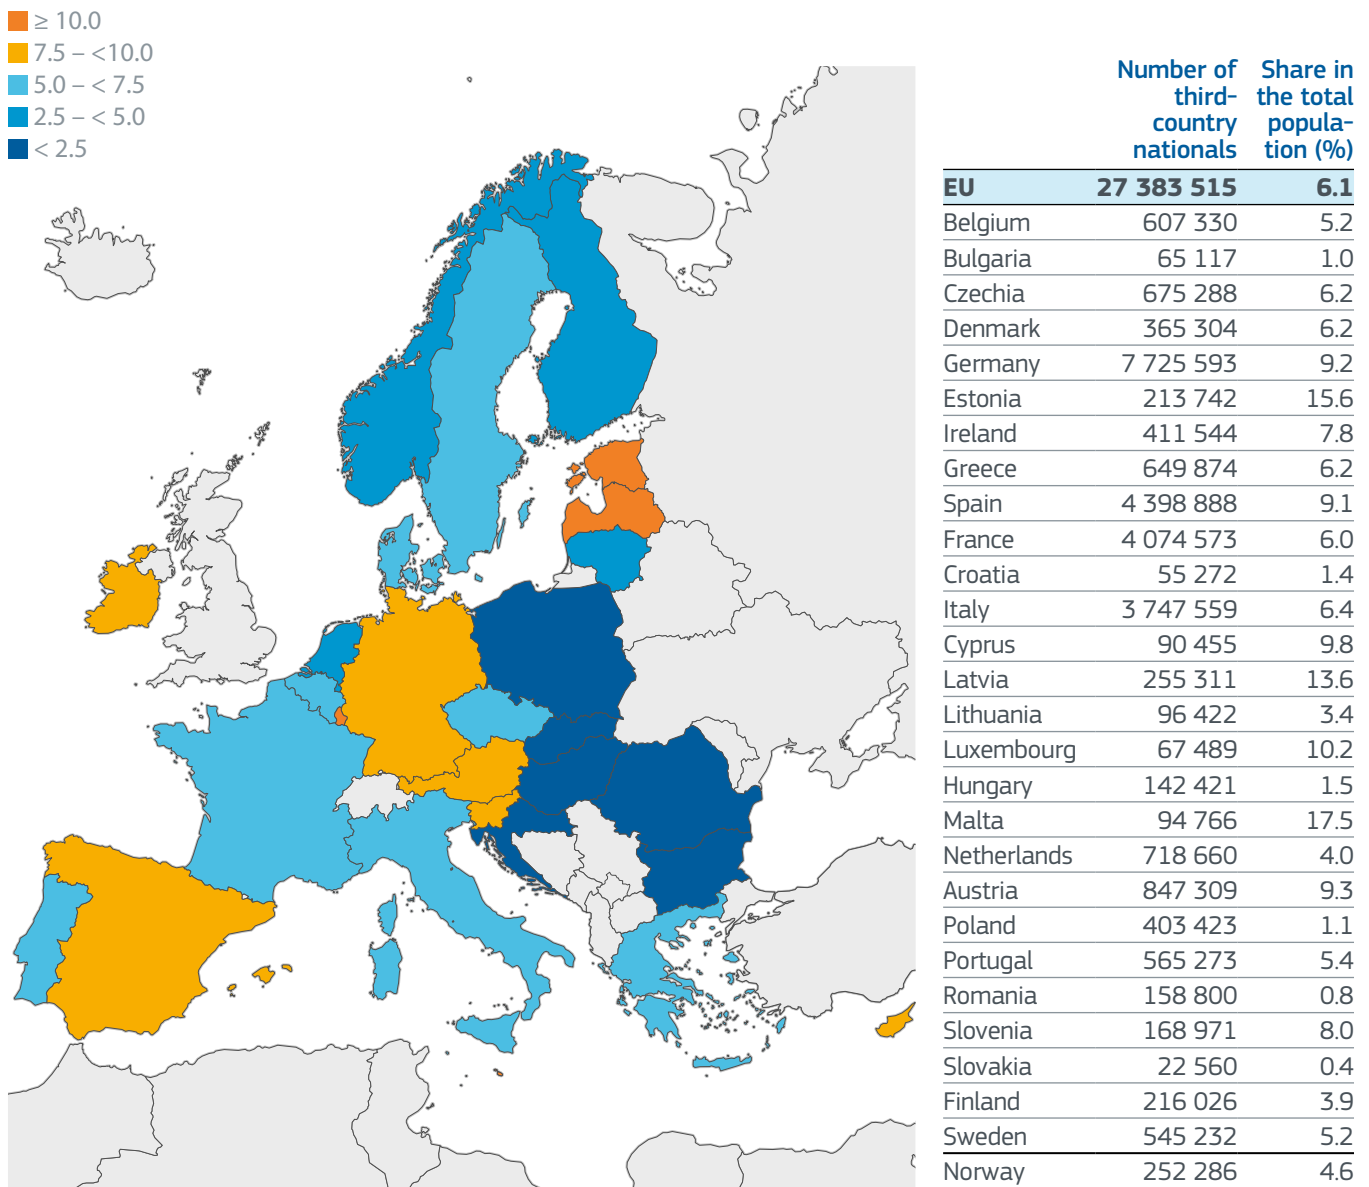 ≥ 10.0
7.5 – <10.0
5.0 – < 7.5
2.5 – < 5.0
< 2.5
Number of third-country nationals Share in the total popula-tion (%)
EU 27 383 515 6.1
Belgium 607 330 5.2
Bulgaria 65 117 1.0
Czechia 675 288 6.2
Denmark 365 304 6.2
Germany 7 725 593 9.2
Estonia 213 742 15.6
Ireland 411 544 7.8
Greece 649 874 6.2
Spain 4 398 888 9.1
France 4 074 573 6.0
Croatia 55 272 1.4
Italy 3 747 559 6.4
Cyprus 90 455 9.8
Latvia 255 311 13.6
Lithuania 96 422 3.4
Luxembourg 67 489 10.2
Hungary 142 421 1.5
Malta 94 766 17.5
Netherlands 718 660 4.0
Austria 847 309 9.3
Poland 403 423 1.1
Portugal 565 273 5.4
Romania 158 800 0.8
Slovenia 168 971 8.0
Slovakia 22 560 0.4
Finland 216 026 3.9
Sweden 545 232 5.2
Norway 252 286 4.6